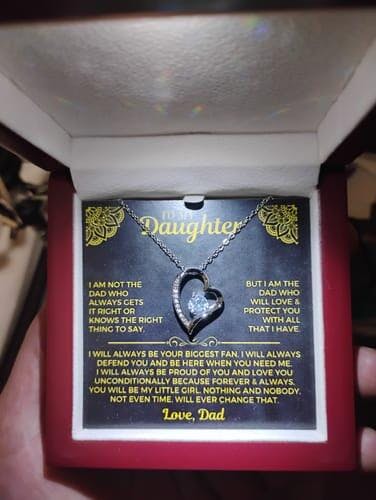 TO MY
Daughter
I AM NOT THE
DAD WHO
ALWAYS GETS
IT RIGHT OR
KNOWS THE RIGHT
THING TO SAY.
BUT I AM THE
DAD WHO
WILL LOVE &
PROTECT YOU
WITH ALL
THAT I HAVE.
I WILL ALWAYS BE YOUR BIGGEST FAN. I WILL ALWAYS
DEFEND YOU AND BE HERE WHEN YOU NEED ME.
I WILL ALWAYS BE PROUD OF YOU AND LOVE YOU
UNCONDITIONALLY BECAUSE FOREVER & ALWAYS.
YOU WILL BE MY LITTLE GIRL. NOTHING AND NOBODY.
NOT EVEN TIME. WILL EVER CHANGE THAT.
Love, Dad